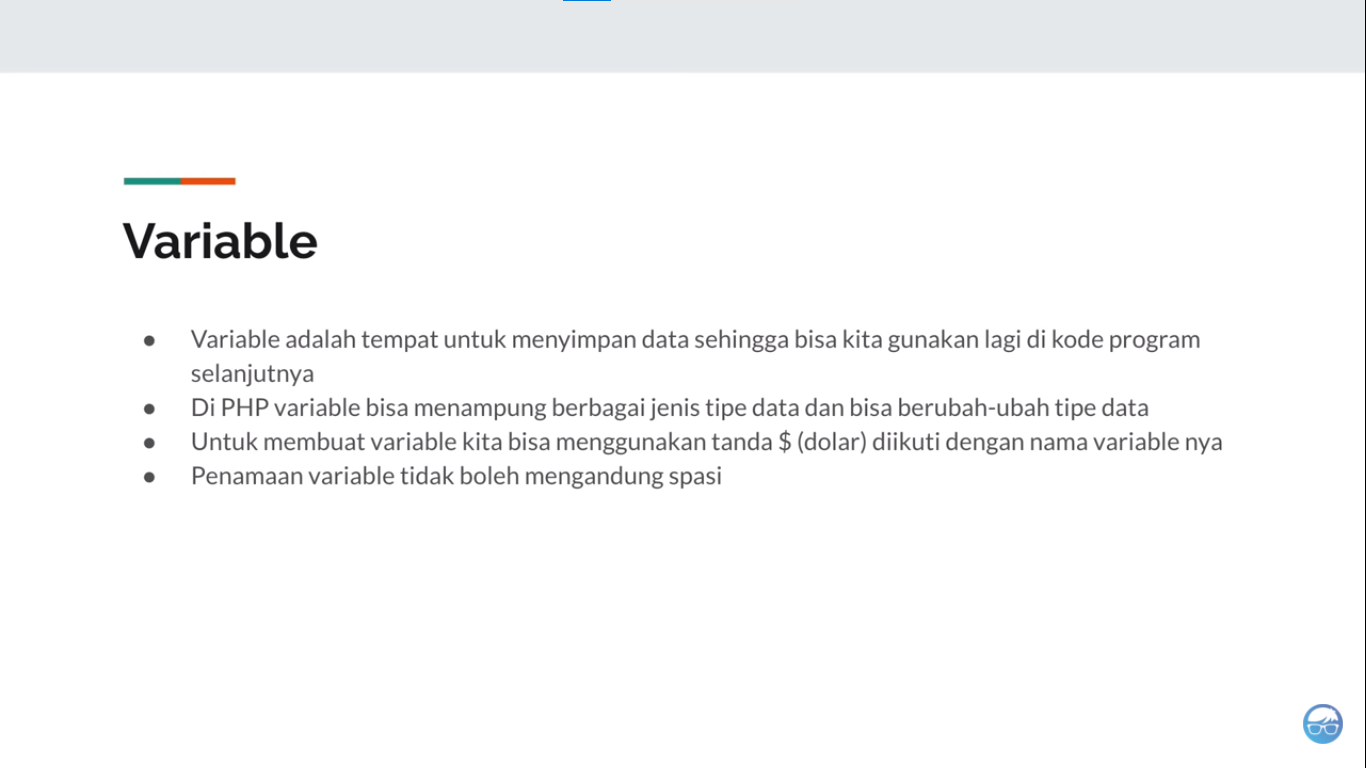 Variable
● Variable adalah tempat untuk menyimpan data sehingga bisa kita gunakan lagi di kode program
selanjutnya
● Di PHP variable bisa menampung berbagai jenis tipe data dan bisa berubah-ubah tipe data
● Untuk membuat variable kita bisa menggunakan tanda $ (dolar) diikuti dengan nama variable nya
● Penamaan variable tidak boleh mengandung spasi